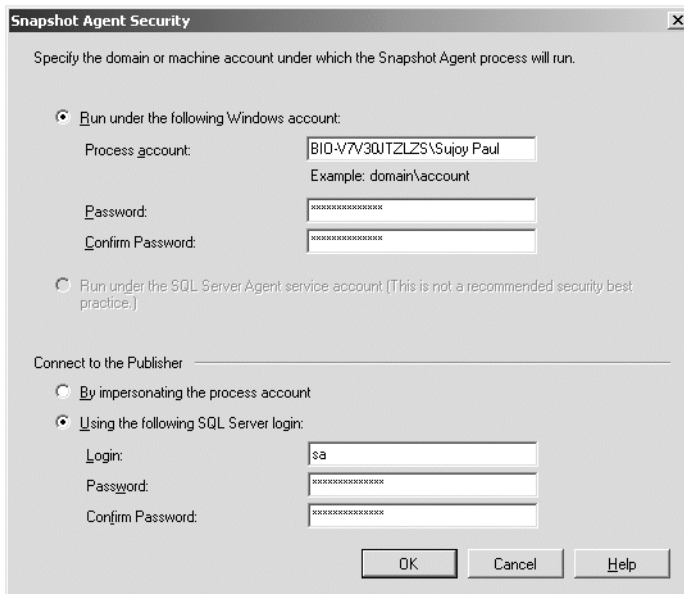 Snapshot Agent Security
Specify the domain or machine account under which the Snapshot Agent process will run.
Run under the following Windows account:
Process account: BIO-V7V30JTZLZS\Sujoy Paul
Example: domain\account
Password: **************
Confirm Password: **************
Run under the SQL Server Agent service account (This is not a recommended security best
practice.)
Connect to the Publisher
By impersonating the process account
Using the following SQL Server login:
Login: sa
Password: **************
Confirm Password: **************
OK Cancel Help